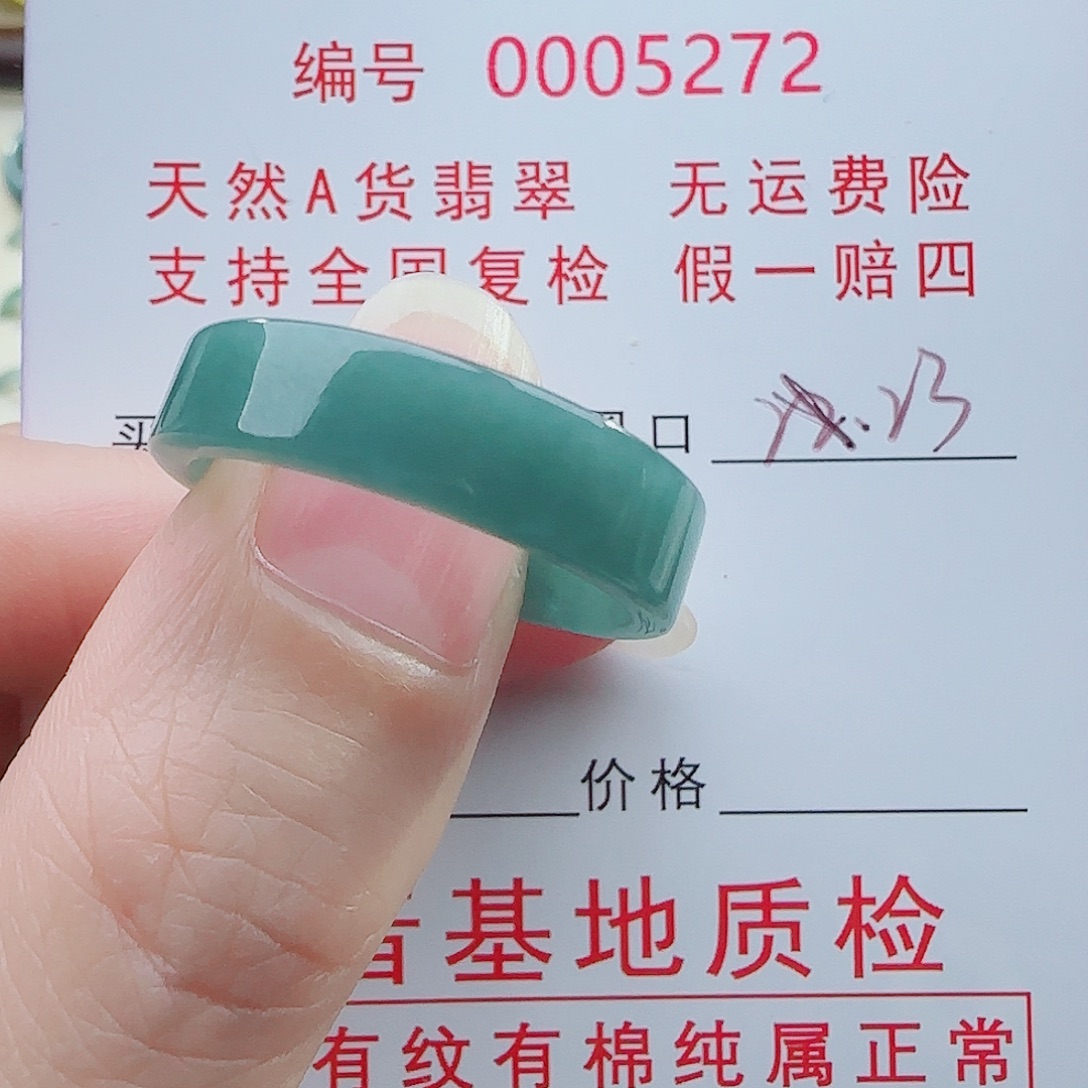 编号 0005272
天然A货翡翠 无运费险
支持全国复检 假一赔四
买
口
价格
基地质检
有纹有棉纯属正常